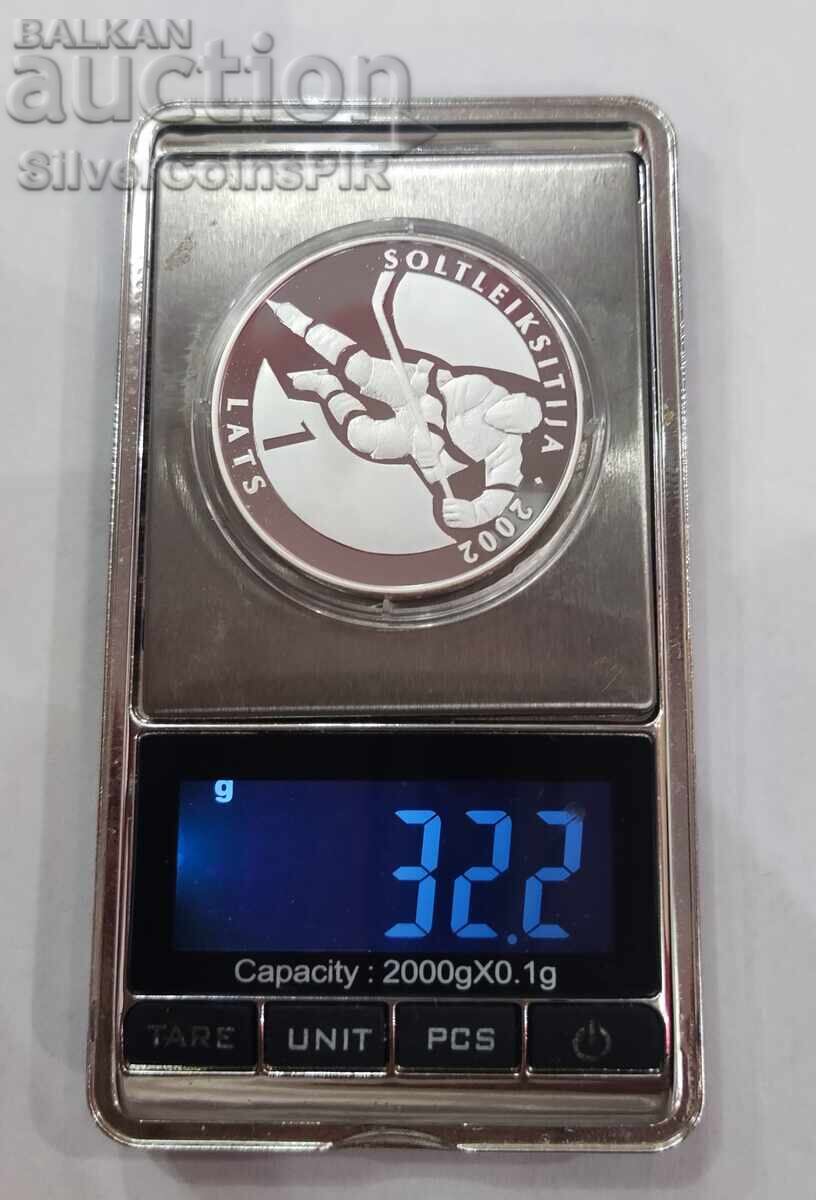 BALKAN
auction
SilverCoinsPIR
SOLTLEIKSITIJA · 2002
1
LATS
g
32.2
Capacity : 2000gX0.1g
TARE UNIT PCS